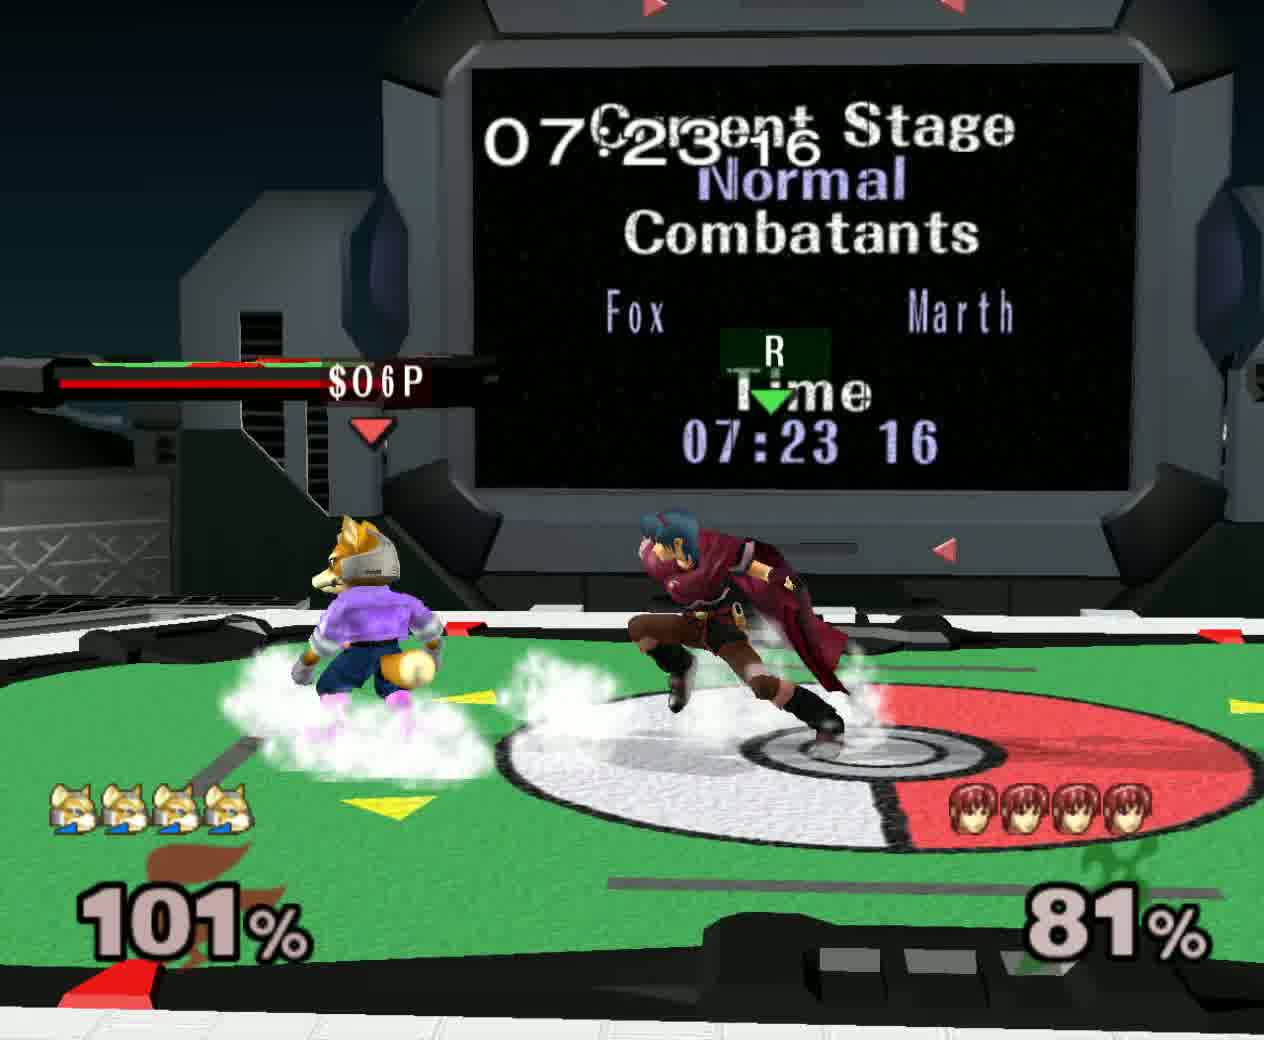 Current Stage
07:23 16
Normal
Combatants
Fox Marth
R
Time
$06P
07:23 16
101%
81%